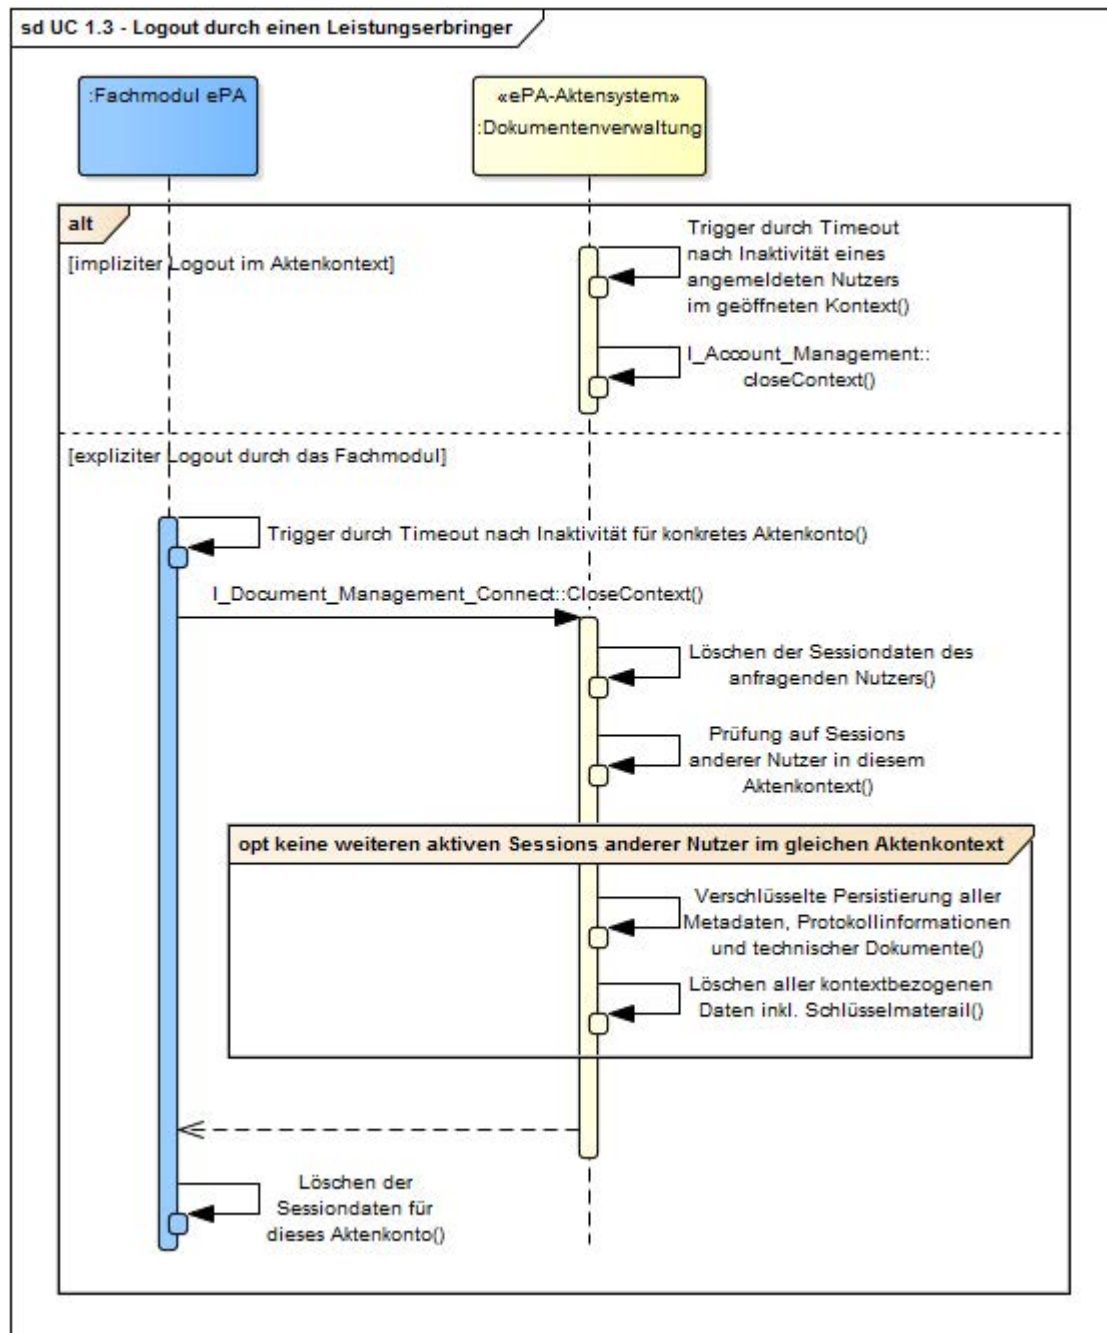 sd UC 1.3 - Logout durch einen Leistungserbringer
:Fachmodul ePA
«ePA-Aktensystem»
:Dokumentenverwaltung
alt
[impliziter Logout im Aktenkontext]
Trigger durch Timeout
nach Inaktivität eines
angemeldeten Nutzers
im geöffneten Kontext()
I_Account_Management::
closeContext()
[expliziter Logout durch das Fachmodul]
Trigger durch Timeout nach Inaktivität für konkretes Aktenkonto()
I_Document_Management_Connect::CloseContext()
Löschen der Sessiondaten des
anfragenden Nutzers()
Prüfung auf Sessions
anderer Nutzer in diesem
Aktenkontext()
opt keine weiteren aktiven Sessions anderer Nutzer im gleichen Aktenkontext
Verschlüsselte Persistierung aller
Metadaten, Protokollinformationen
und technischer Dokumente()
Löschen aller kontextbezogenen
Daten inkl. Schlüsselmaterail()
Löschen der
Sessiondaten für
dieses Aktenkonto()